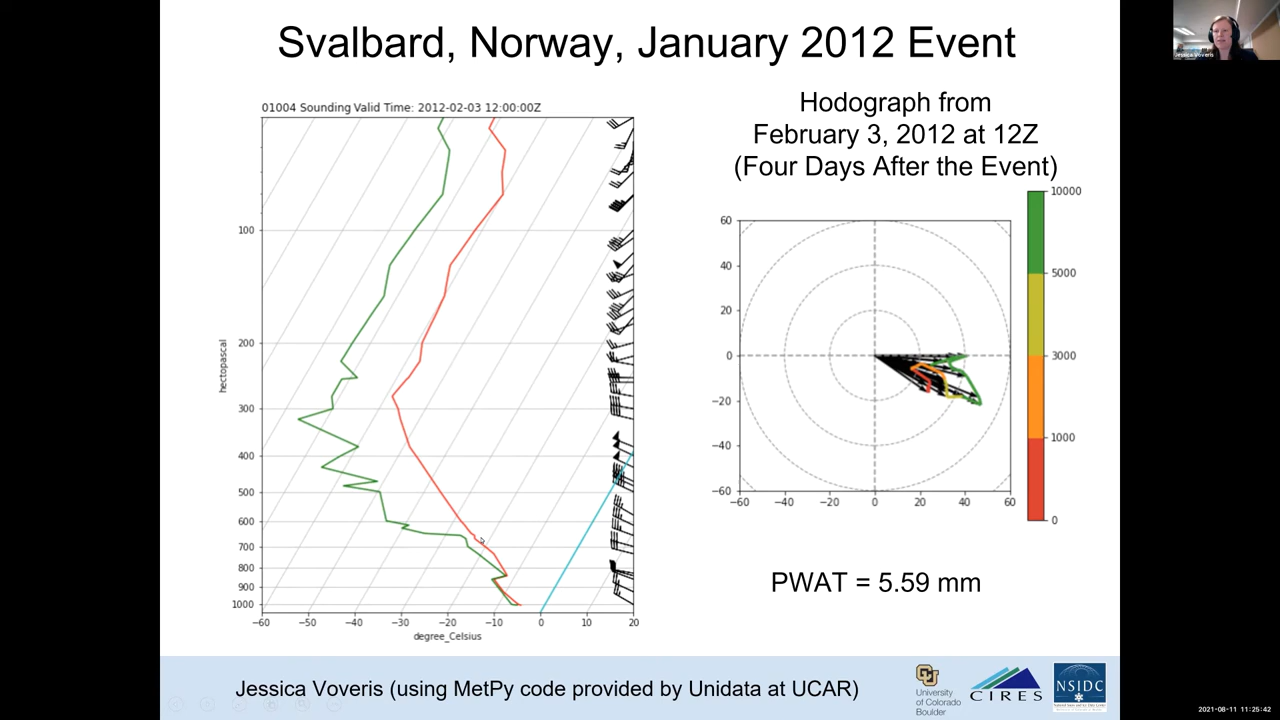 Svalbard, Norway, January 2012 Event
Jessica Voveris
01004 Sounding Valid Time: 2012-02-03 12:00:00Z
hectopascal
100
200
300
400
500
600
700
800
900
1000
−60 −50 −40 −30 −20 −10 0 10 20
degree_Celsius
Hodograph from
February 3, 2012 at 12Z
(Four Days After the Event)
60
40
20
0
−20
−40
−60
−60 −40 −20 0 20 40 60
10000
5000
3000
1000
0
PWAT = 5.59 mm
Jessica Voveris (using MetPy code provided by Unidata at UCAR)
CU
University
of Colorado
Boulder
CIRES
NSIDC
2021-08-11 11:25:42